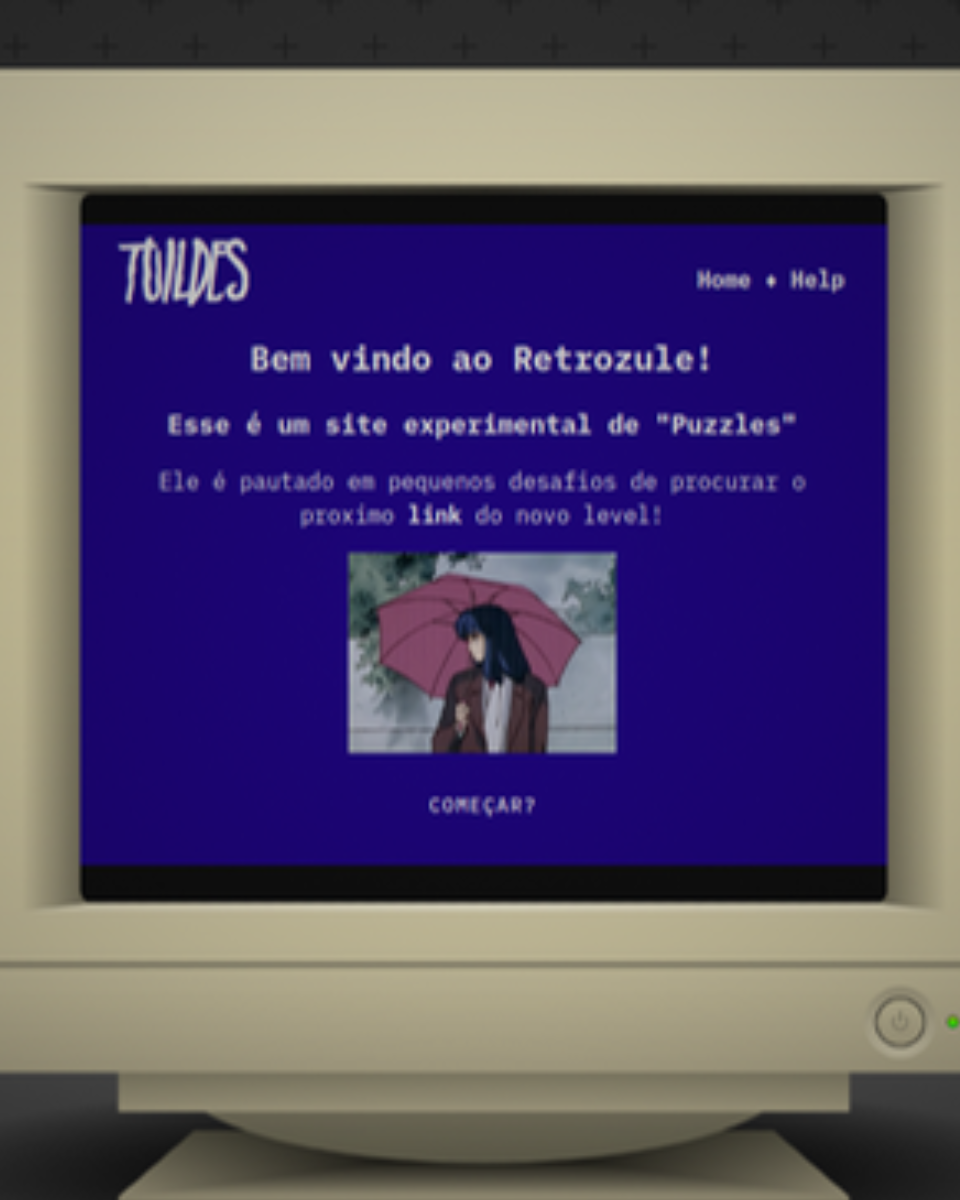 TOILDES
Home + Help
Bem vindo ao Retrozule!
Esse é um site experimental de "Puzzles"
Ele é pautado em pequenos desafios de procurar o
proximo link do novo level!
COMEÇAR?